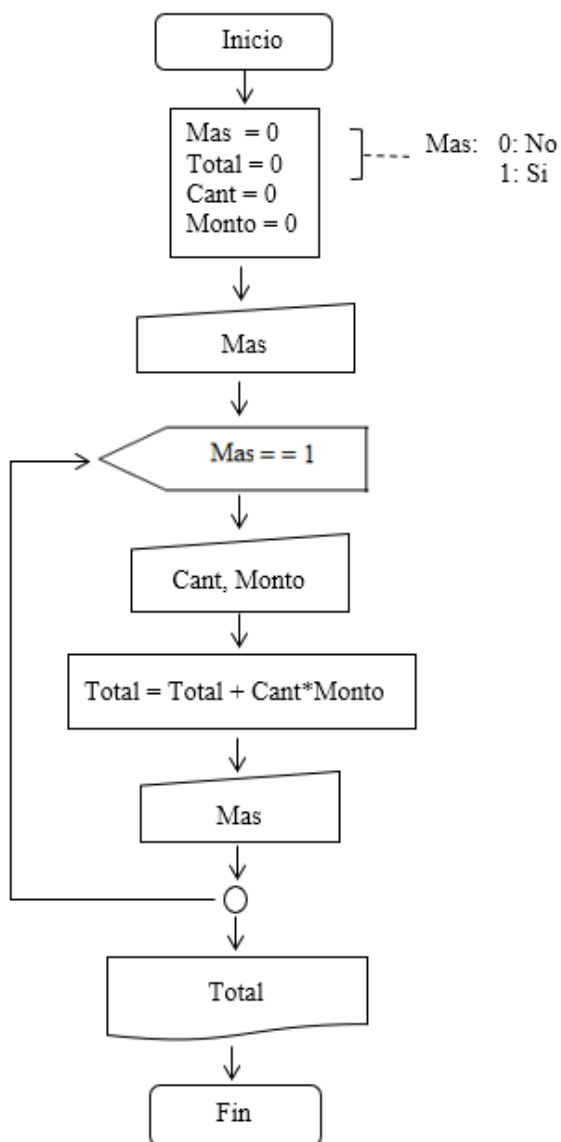 Inicio
Mas = 0
Total = 0
Cant = 0
Monto = 0
Mas: 0: No
1: Si
Mas
Mas = = 1
Cant, Monto
Total = Total + Cant*Monto
Mas
Total
Fin